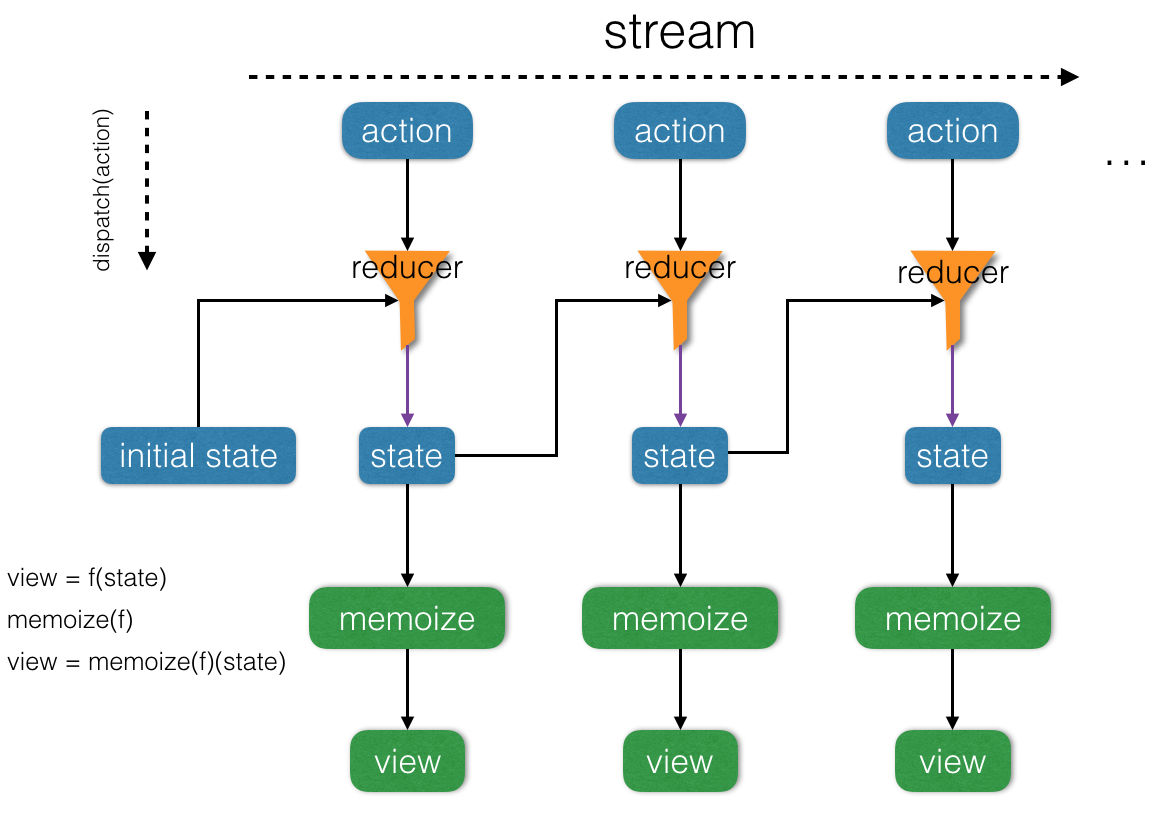 stream
dispatch(action)
action
action
action
...
reducer
reducer
reducer
initial state
state
state
state
view = f(state)
memoize(f)
view = memoize(f)(state)
memoize
memoize
memoize
view
view
view